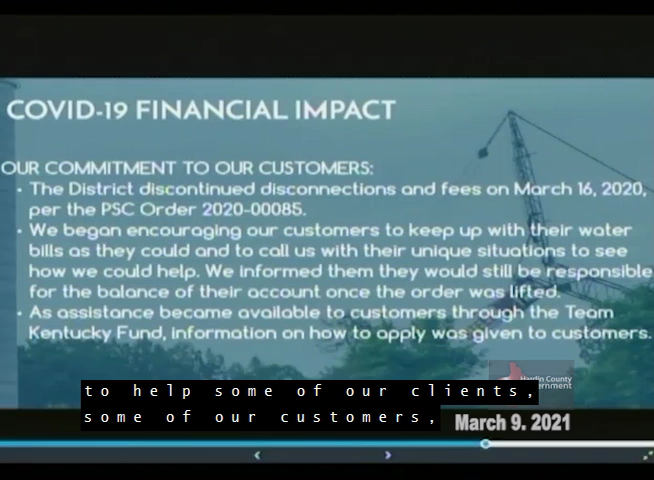 COVID-19 FINANCIAL IMPACT
OUR COMMITMENT TO OUR CUSTOMERS:
• The District discontinued disconnections and fees on March 16, 2020,
per the PSC Order 2020-00085.
• We began encouraging our customers to keep up with their water
bills as they could and to call us with their unique situations to see
how we could help. We informed them they would still be responsible
for the balance of their account once the order was lifted.
• As assistance became available to customers through the Team
Kentucky Fund, information on how to apply was given to customers.
Hardin County
Government
to help some of our clients,
some of our customers,
March 9. 2021